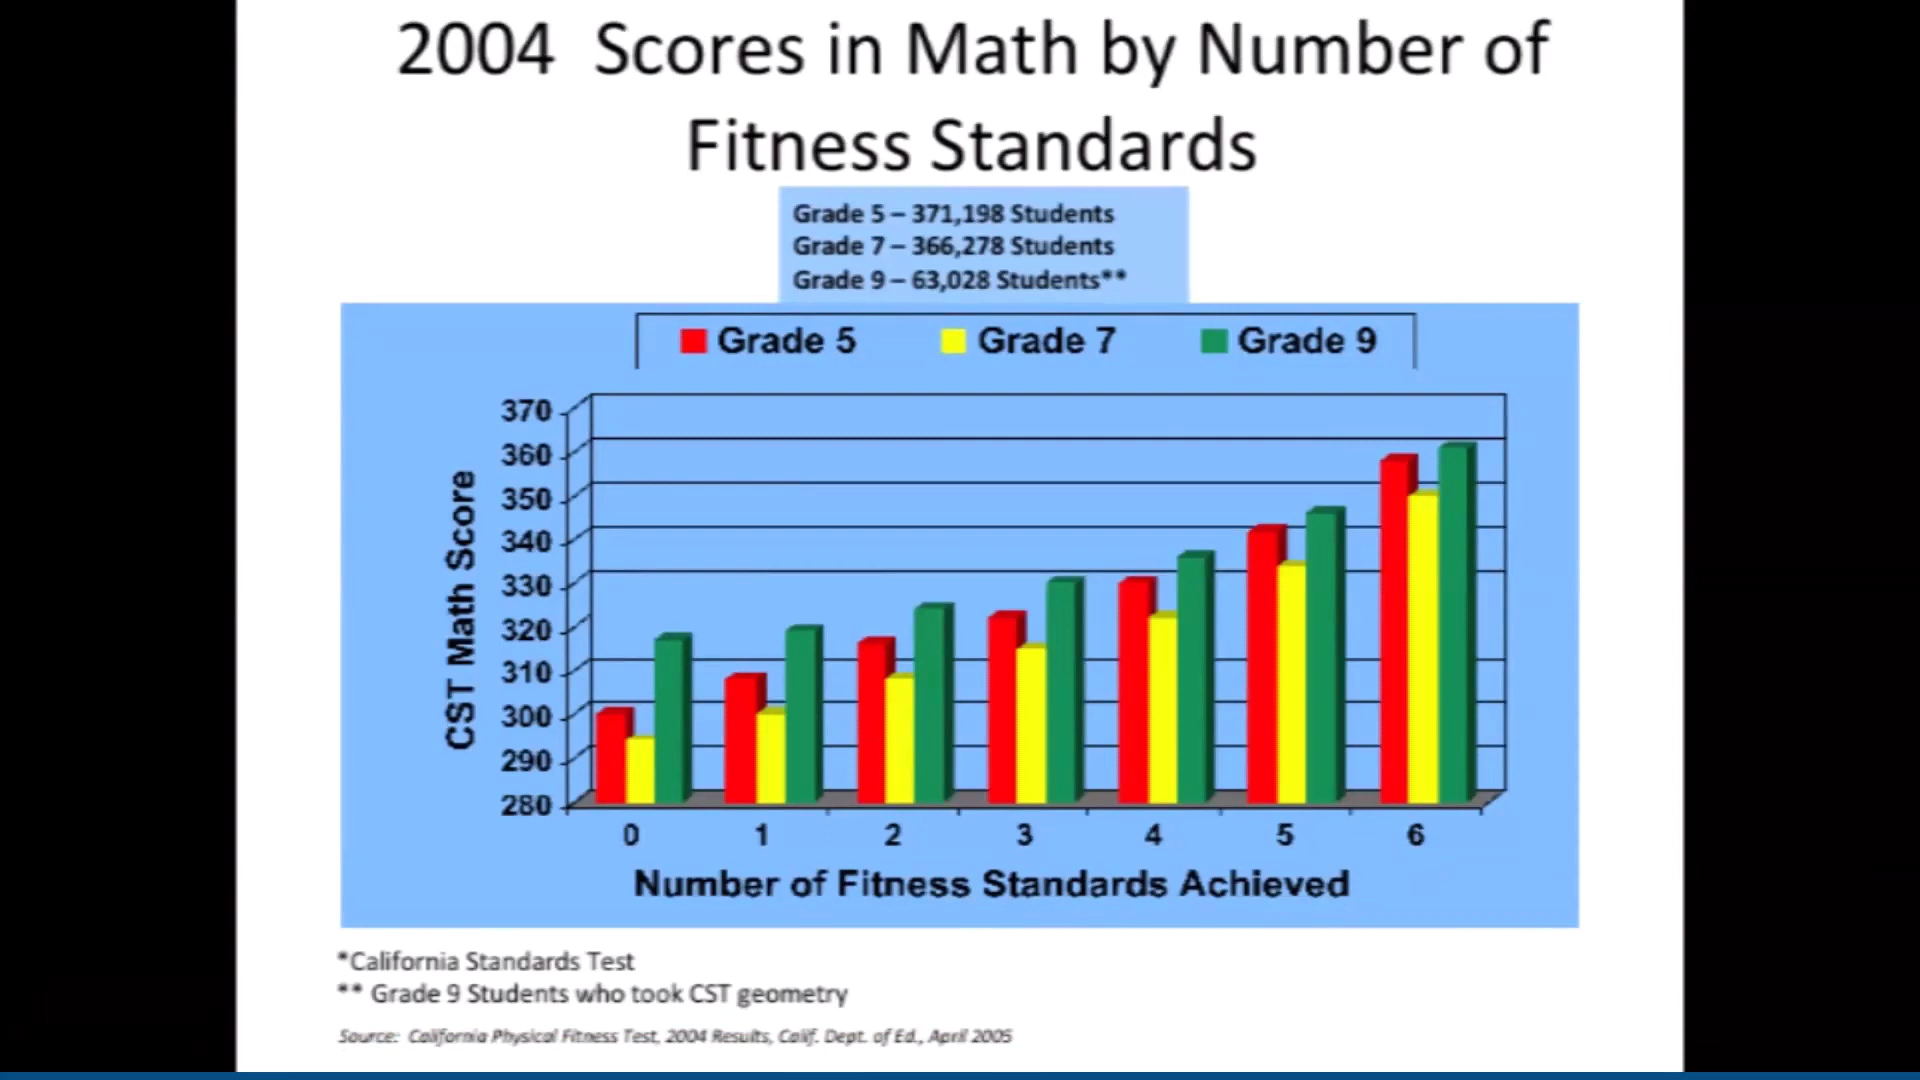 2004 Scores in Math by Number of
Fitness Standards
Grade 5 – 371,198 Students
Grade 7 – 366,278 Students
Grade 9 – 63,028 Students**
Grade 5 Grade 7 Grade 9
370
360
350
340
330
320
310
300
290
280
CST Math Score
0 1 2 3 4 5 6
Number of Fitness Standards Achieved
*California Standards Test
** Grade 9 Students who took CST geometry
Source: California Physical Fitness Test, 2004 Results, Calif. Dept. of Ed., April 2005